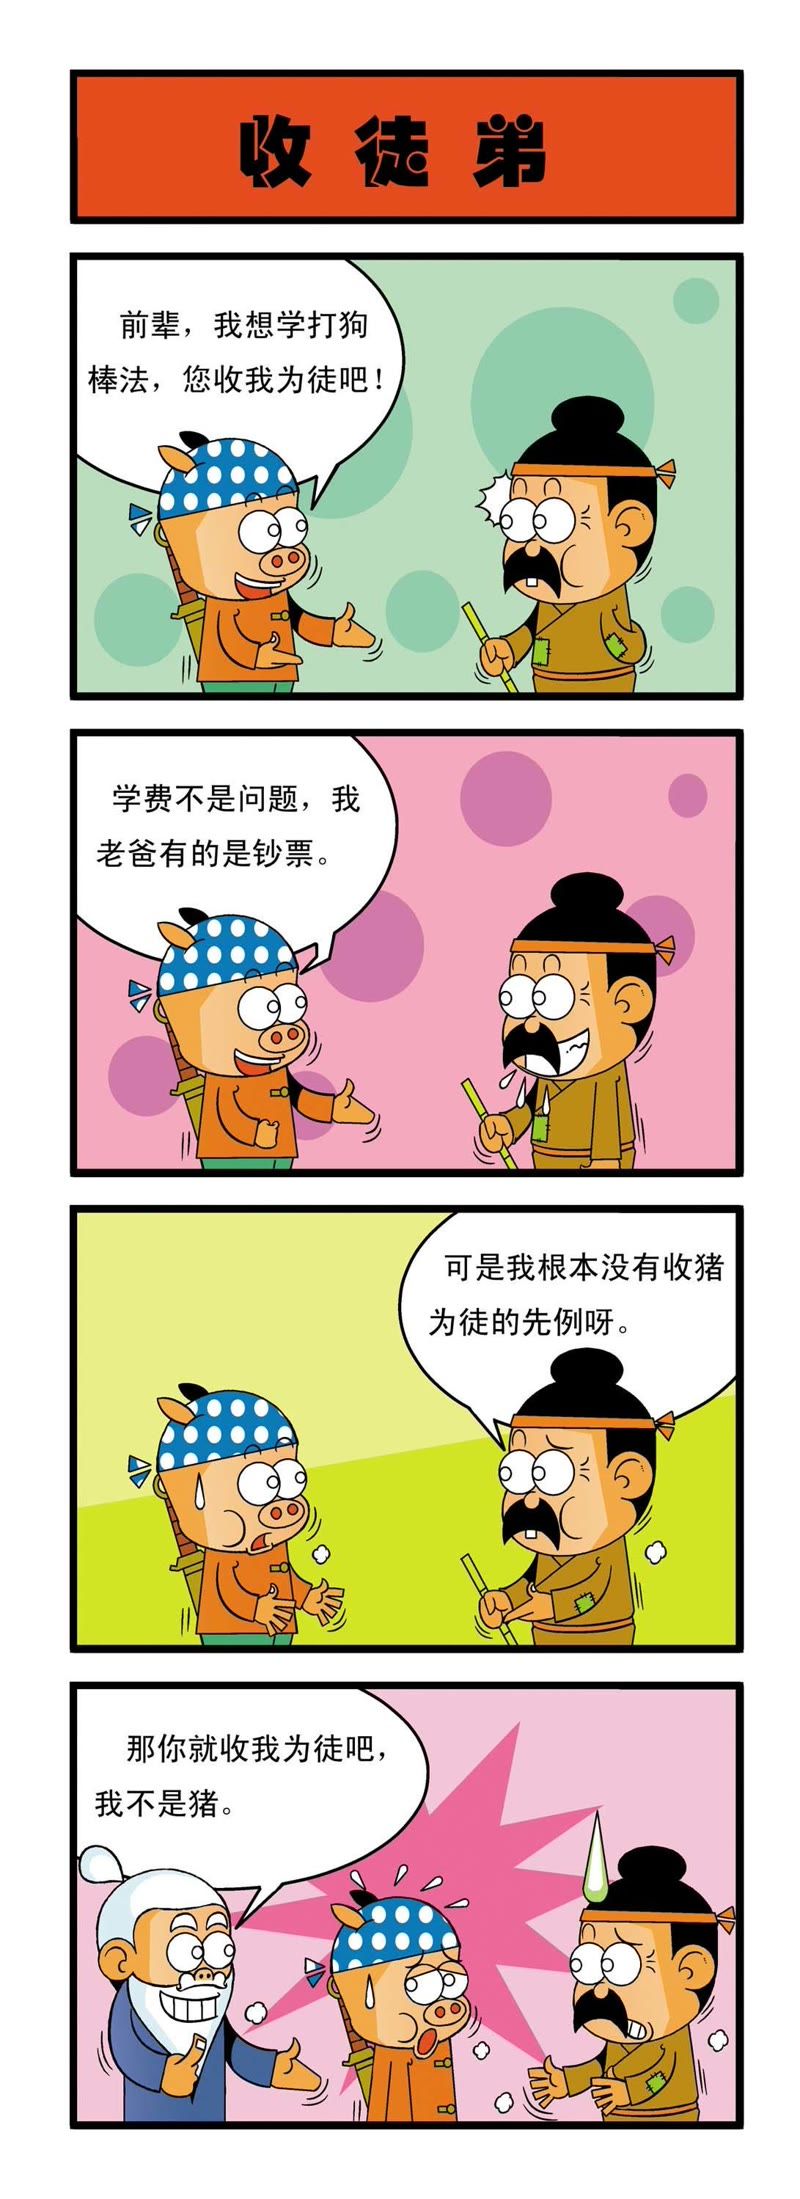 收徒弟
前辈，我想学打狗
棒法，您收我为徒吧！
学费不是问题，我
老爸有的是钞票。
可是我根本没有收猪
为徒的先例呀。
那你就收我为徒吧，
我不是猪。